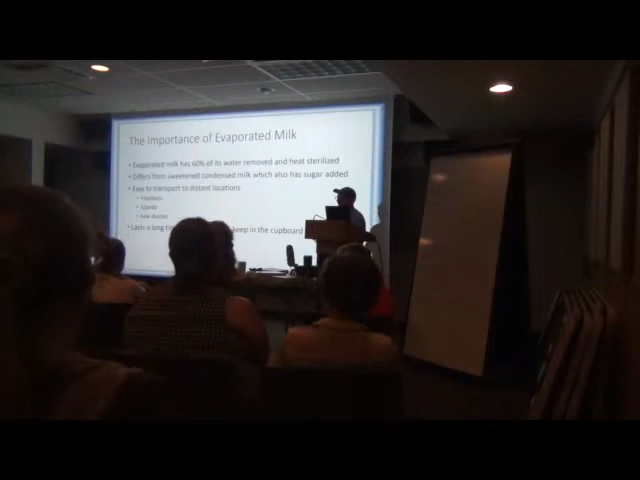 The Importance of Evaporated Milk
• Evaporated milk has 60% of its water removed and heat sterilized
• Differs from sweetened condensed milk which also has sugar added
• Easy to transport to distant locations
• Islands
• Lasts a long keep in the cupboard